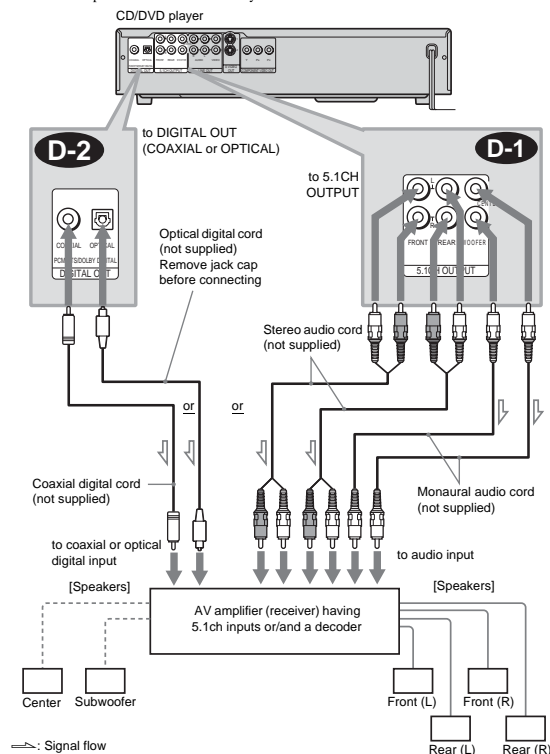 CD/DVD player
D-2
to DIGITAL OUT
(COAXIAL or OPTICAL)
D-1
to 5.1CH
OUTPUT
COAXIAL OPTICAL
DIGITAL OUT
Optical digital cord
(not supplied)
Remove jack cap
before connecting
L
FRONT REAR WOOFER
5.1CH OUTPUT
Stereo audio cord
(not supplied)
or
or
Coaxial digital cord
(not supplied)
Monaural audio cord
(not supplied)
to coaxial or optical
digital input
to audio input
[Speakers]
[Speakers]
AV amplifier (receiver) having
5.1ch inputs or/and a decoder
Center
Subwoofer
Front (L)
Front (R)
: Signal flow
Rear (L)
Rear (R)